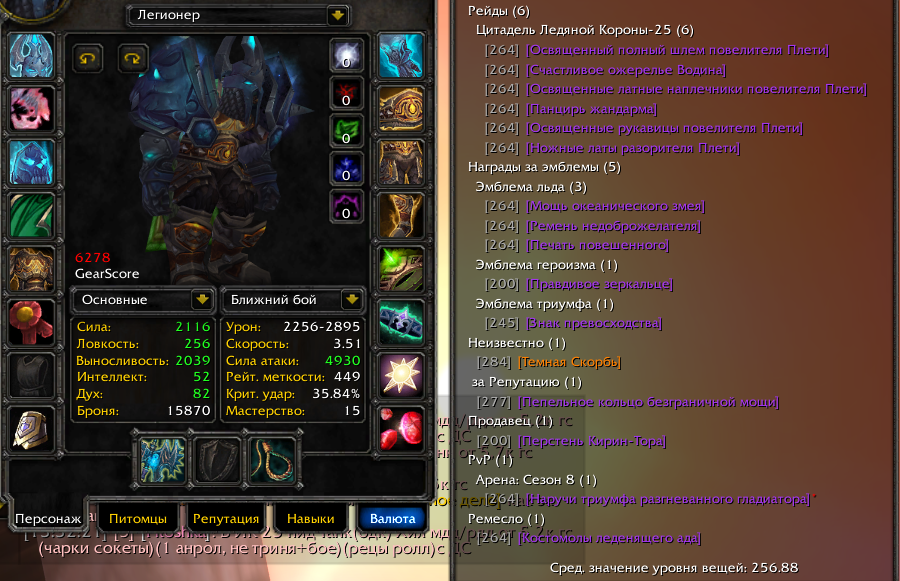 Легионер
0
0
0
0
0
6278
GearScore
Основные
Ближний бой
Сила: 2116
Ловкость: 256
Выносливость: 2039
Интеллект: 52
Дух: 82
Броня: 15870
Урон: 2256-2895
Скорость: 3.51
Сила атаки: 4930
Рейт. меткости: 449
Крит. удар: 35.84%
Мастерство: 15
Персонаж
Питомцы
Репутация
Навыки
Валюта
(чарки сокеты)(1 анрол, не триня+бое)(рецы ролл)с ДС
Рейды (6)
Цитадель Ледяной Короны-25 (6)
[264] [Освященный полный шлем повелителя Плети]
[264] [Счастливое ожерелье Водина]
[264] [Освященные латные наплечники повелителя Плети]
[264] [Панцирь жандарма]
[264] [Освященные рукавицы повелителя Плети]
[264] [Ножные латы разорителя Плети]
Награды за эмблемы (5)
Эмблема льда (3)
[264] [Мощь океанического змея]
[264] [Ремень недоброжелателя]
[264] [Печать повешенного]
Эмблема героизма (1)
[200] [Правдивое зеркальце]
Эмблема триумфа (1)
[245] [Знак превосходства]
Неизвестно (1)
[284] [Темная Скорбь]
за Репутацию (1)
[277] [Пепельное кольцо безграничной мощи]
Продавец (1)
[200] [Перстень Кирин-Тора]
PvP (1)
Арена: Сезон 8 (1)
[264] [Наручи триумфа разгневанного гладиатора]
Ремесло (1)
[264] [Костомолы леденящего ада]
Сред. значение уровня вещей: 256.88